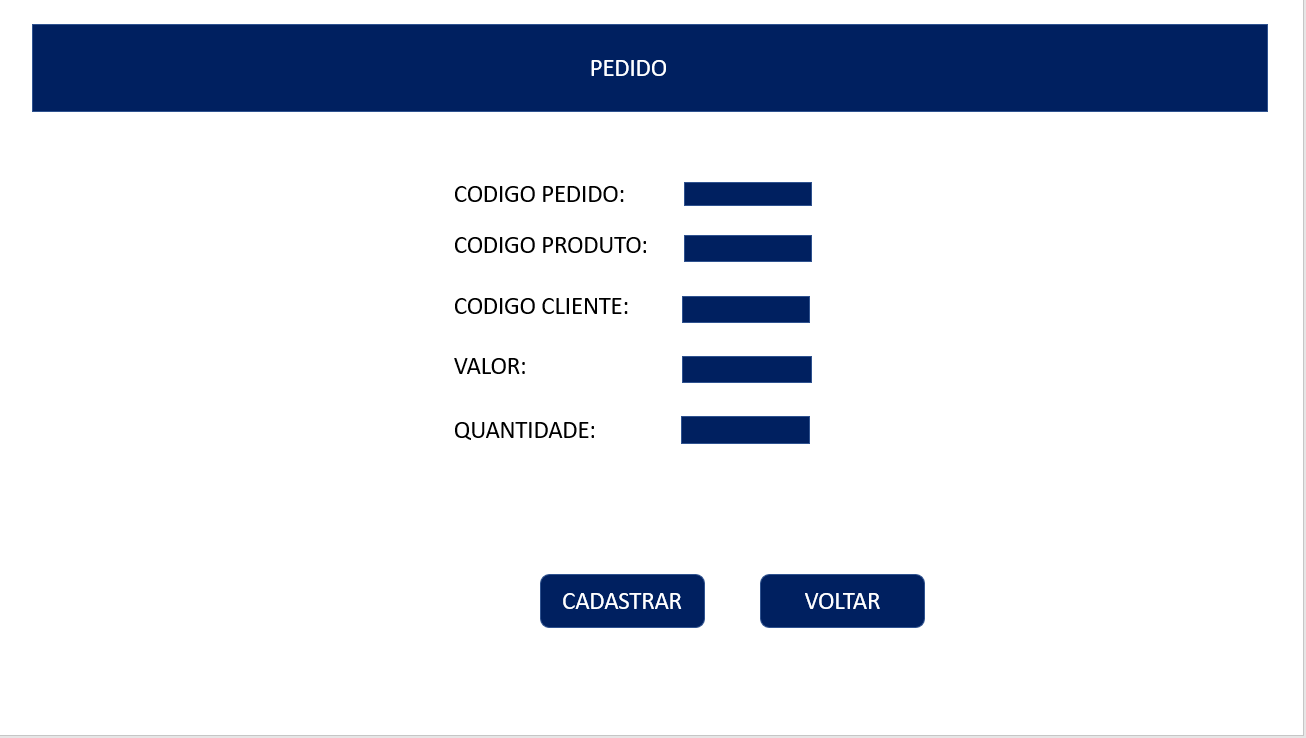 PEDIDO
CODIGO PEDIDO:
CODIGO PRODUTO:
CODIGO CLIENTE:
VALOR:
QUANTIDADE:
CADASTRAR
VOLTAR